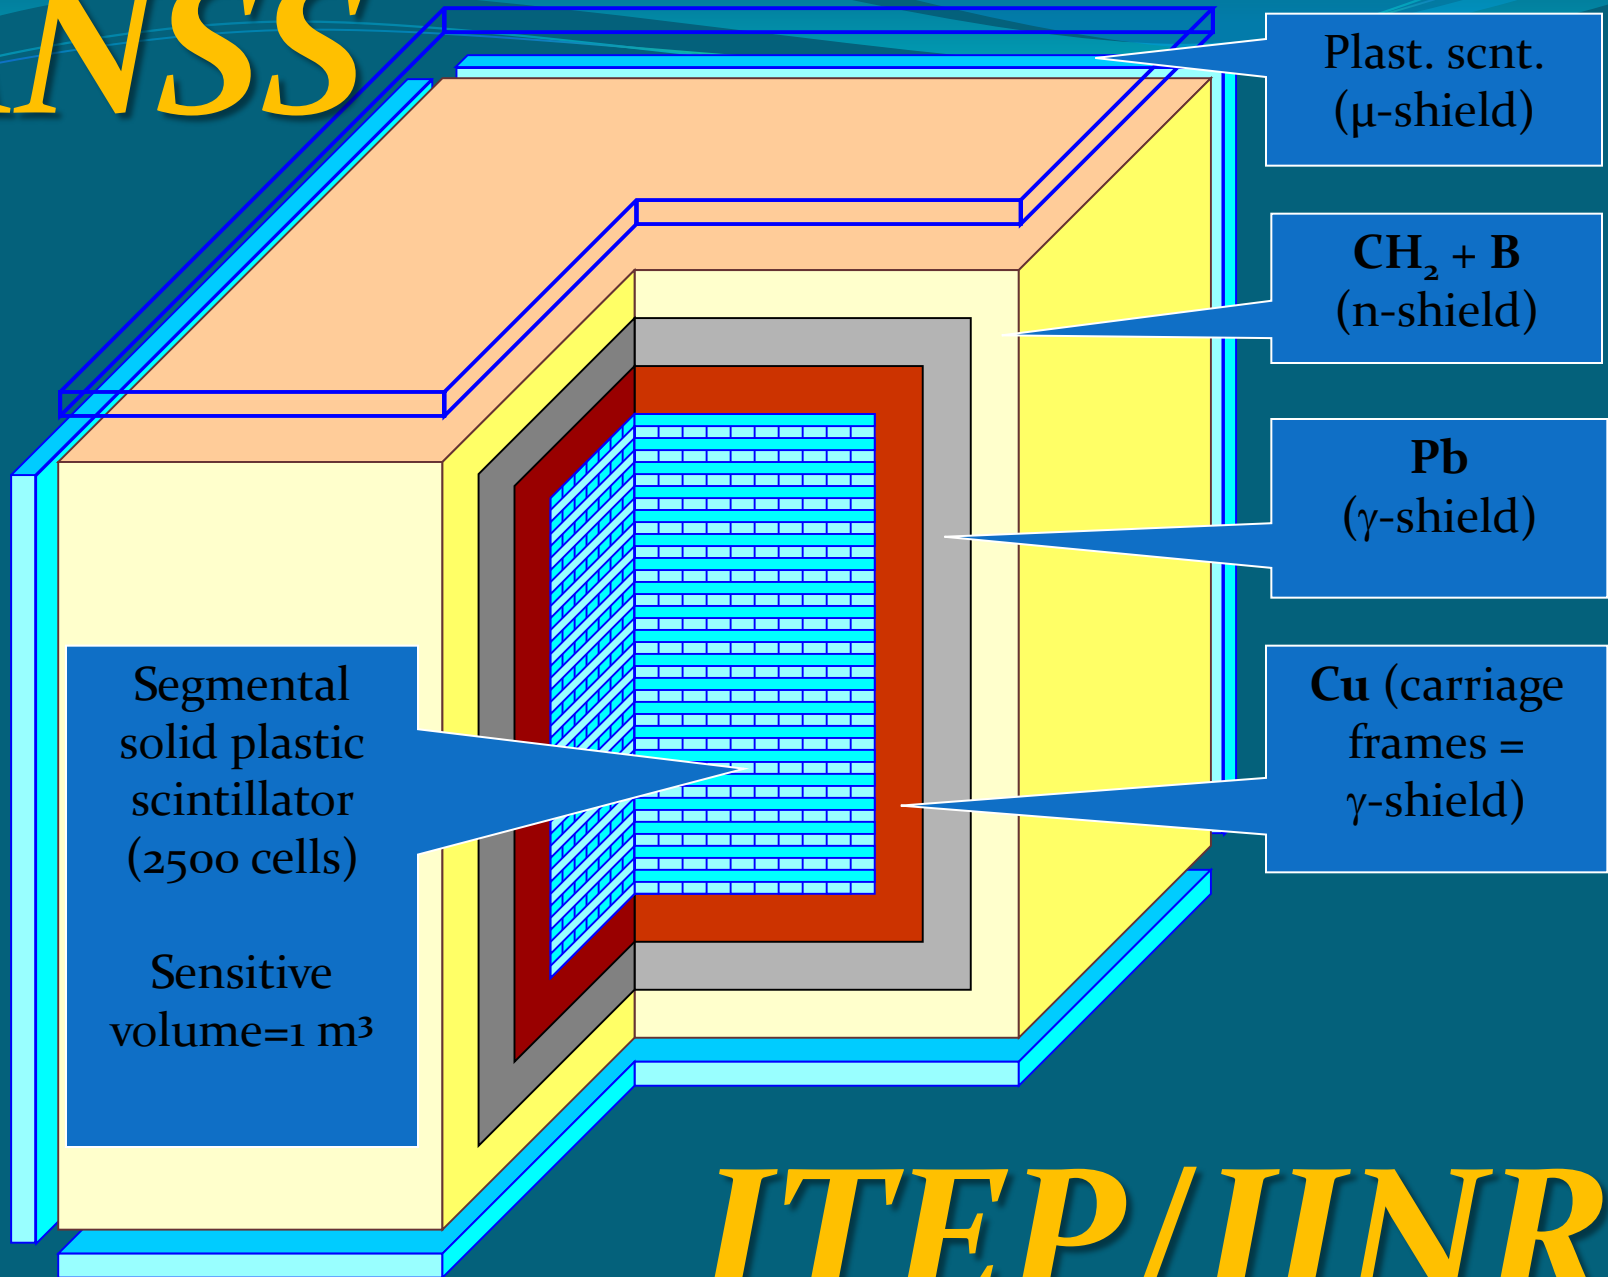 ANSS
Plast. scnt.
(μ-shield)
CH₂ + B
(n-shield)
Pb
(γ-shield)
Cu (carriage
frames =
γ-shield)
Segmental
solid plastic
scintillator
(2500 cells)
Sensitive
volume=1 m³
ITEP/JINR